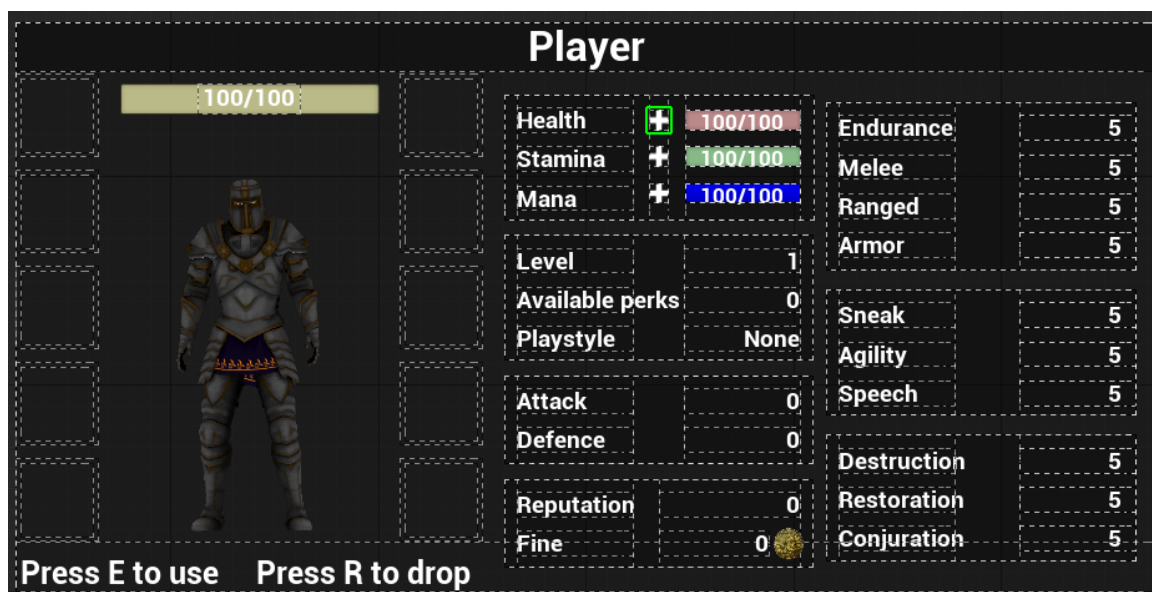 Player
100/100
Health 100/100
Stamina 100/100
Mana 100/100
Level 1
Available perks 0
Playstyle None
Attack 0
Defence 0
Reputation 0
Fine 0
Endurance 5
Melee 5
Ranged 5
Armor 5
Sneak 5
Agility 5
Speech 5
Destruction 5
Restoration 5
Conjuration 5
Press E to use Press R to drop